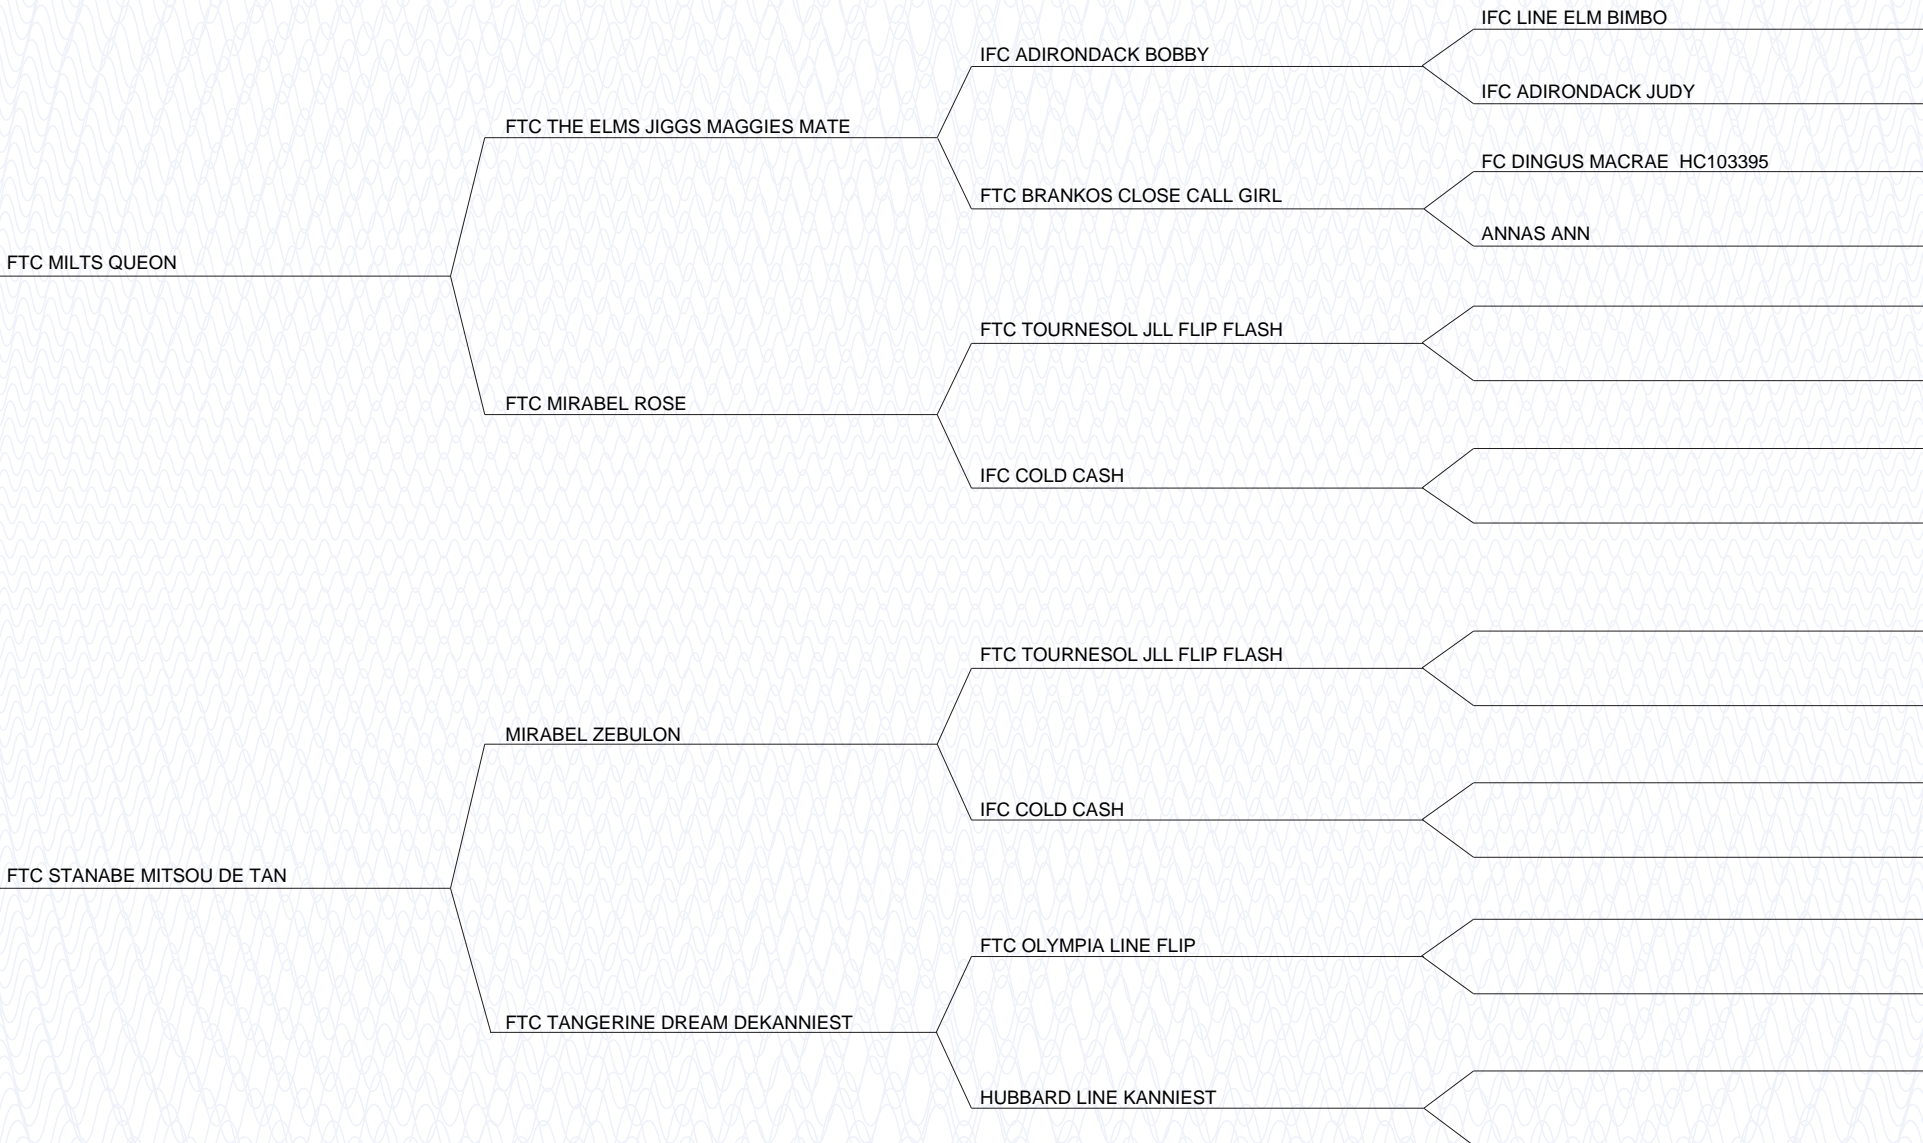 IFC LINE ELM BIMBO
IFC ADIRONDACK BOBBY
IFC ADIRONDACK JUDY
FTC THE ELMS JIGGS MAGGIES MATE
FC DINGUS MACRAE  HC103395
FTC BRANKOS CLOSE CALL GIRL
ANNAS ANN
FTC MILTS QUEON
FTC TOURNESOL JLL FLIP FLASH
FTC MIRABEL ROSE
IFC COLD CASH
FTC TOURNESOL JLL FLIP FLASH
MIRABEL ZEBULON
IFC COLD CASH
FTC STANABE MITSOU DE TAN
FTC OLYMPIA LINE FLIP
FTC TANGERINE DREAM DEKANNIEST
HUBBARD LINE KANNIEST